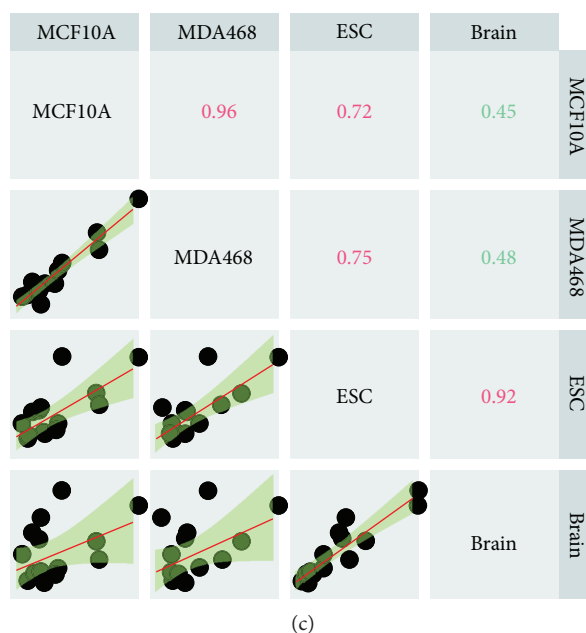 MCF10A MDA468 ESC Brain
MCF10A 0.96 0.72 0.45 MCF10A
MDA468 0.75 0.48 MDA468
ESC 0.92 ESC
Brain Brain
(c)